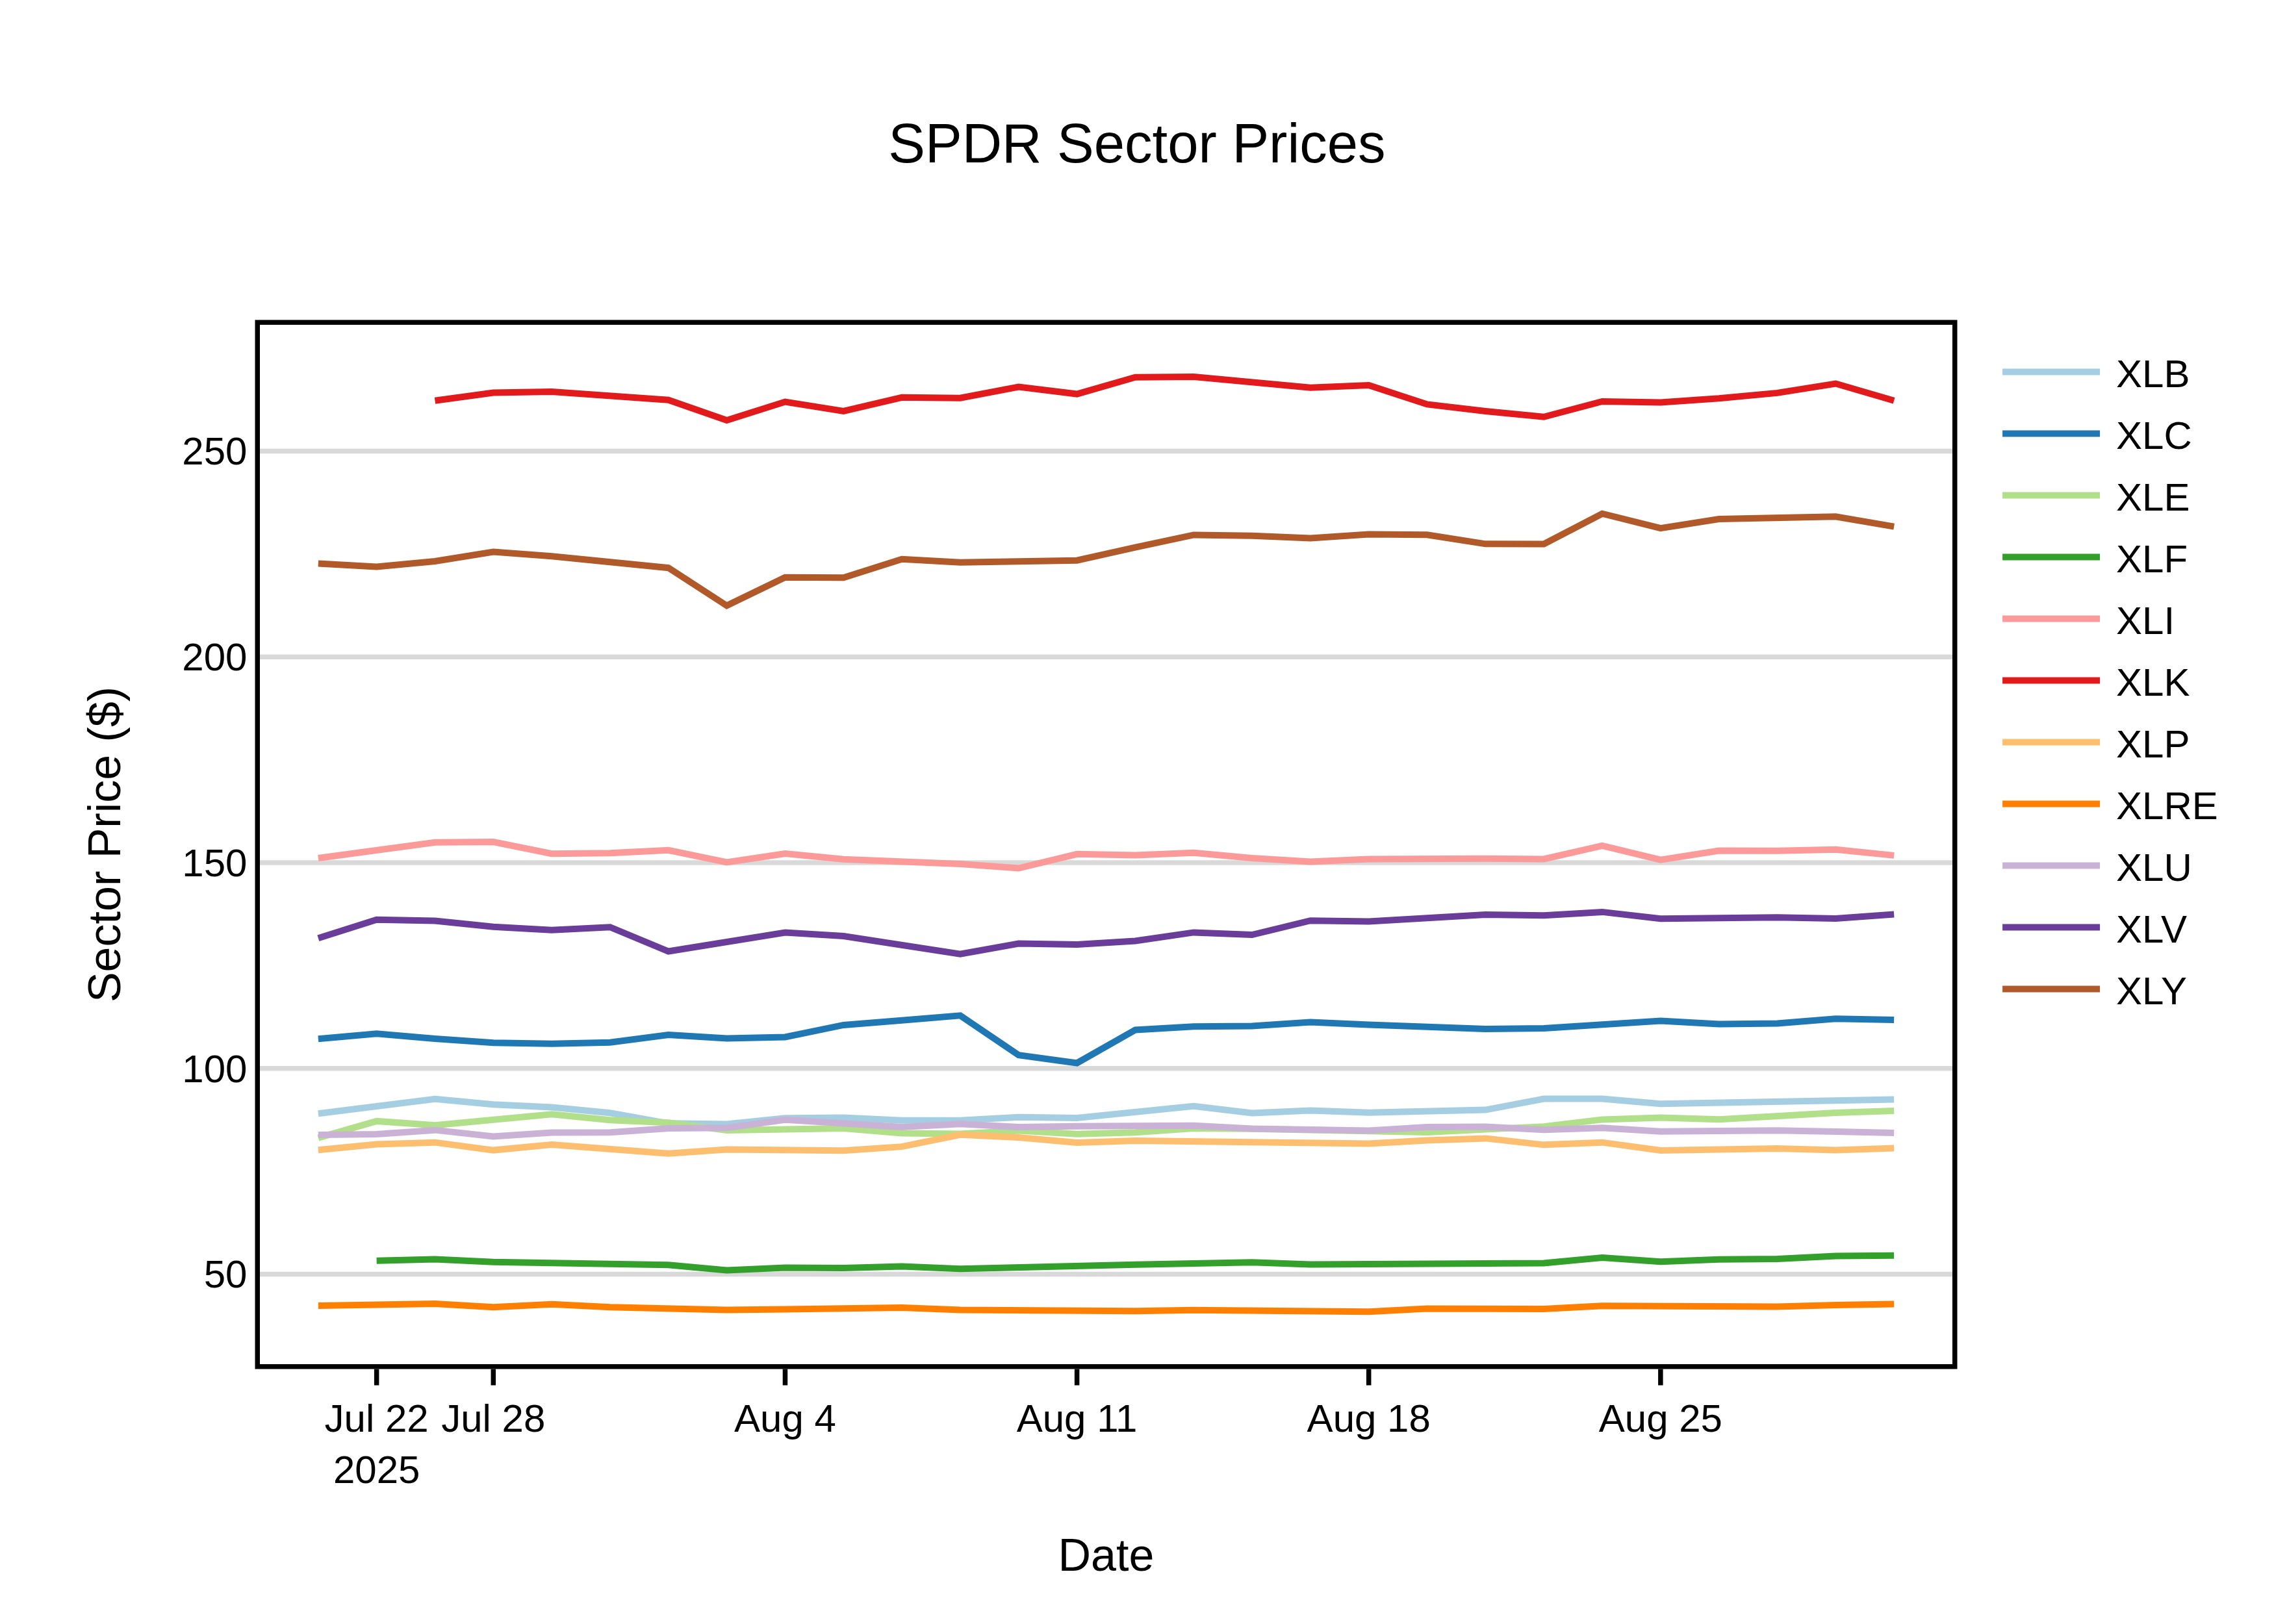 SPDR Sector Prices
Sector Price ($)
250
200
150
100
50
Jul 22 Jul 28 Aug 4 Aug 11 Aug 18 Aug 25
2025
Date
XLB
XLC
XLE
XLF
XLI
XLK
XLP
XLRE
XLU
XLV
XLY